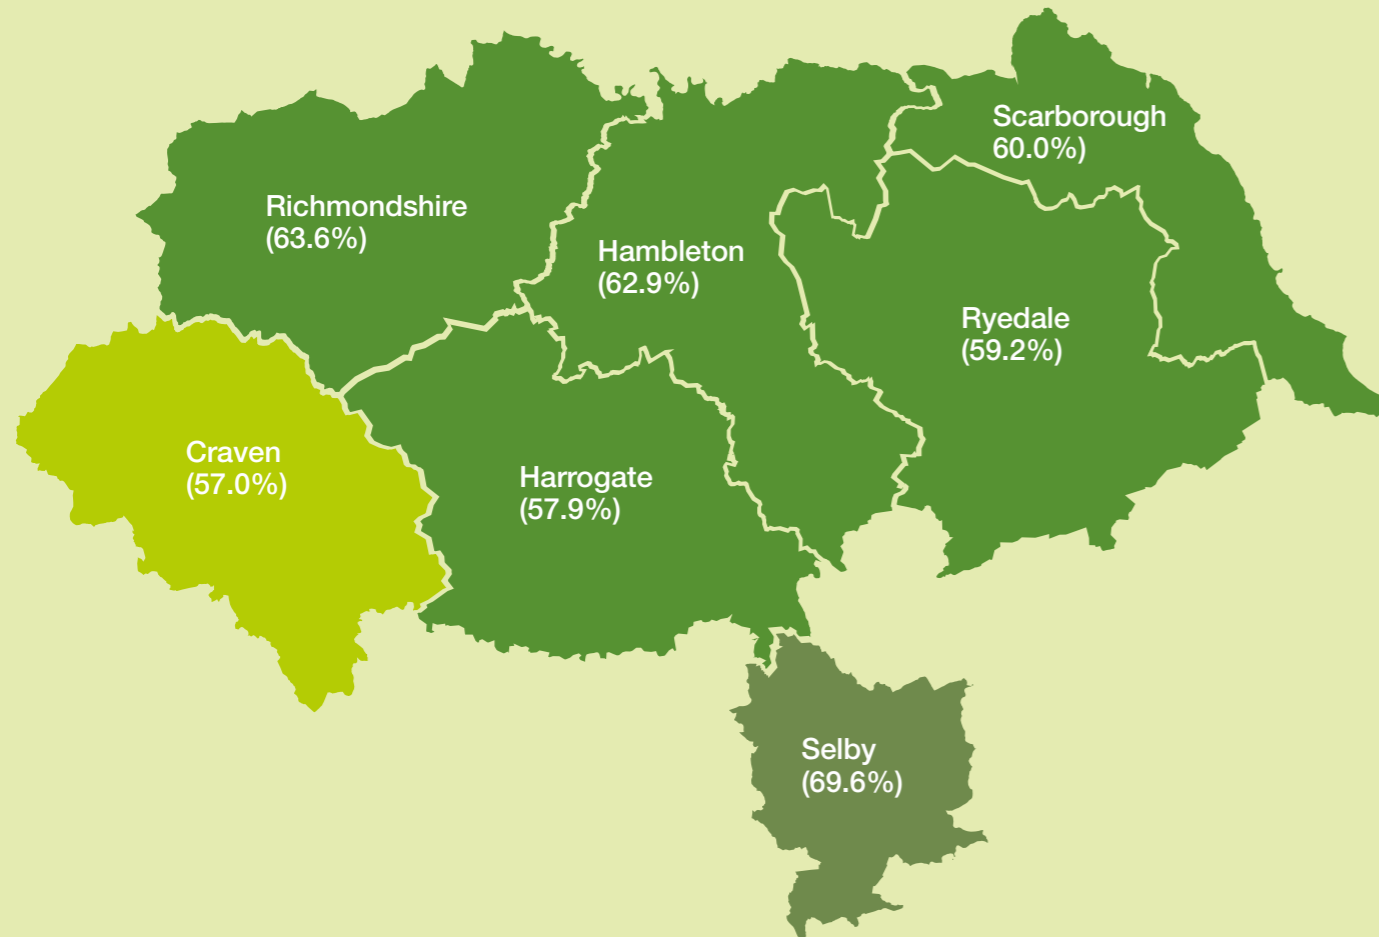 Scarborough
60.0%)
Richmondshire
(63.6%)
Hambleton
(62.9%)
Ryedale
(59.2%)
Craven
(57.0%)
Harrogate
(57.9%)
Selby
(69.6%)